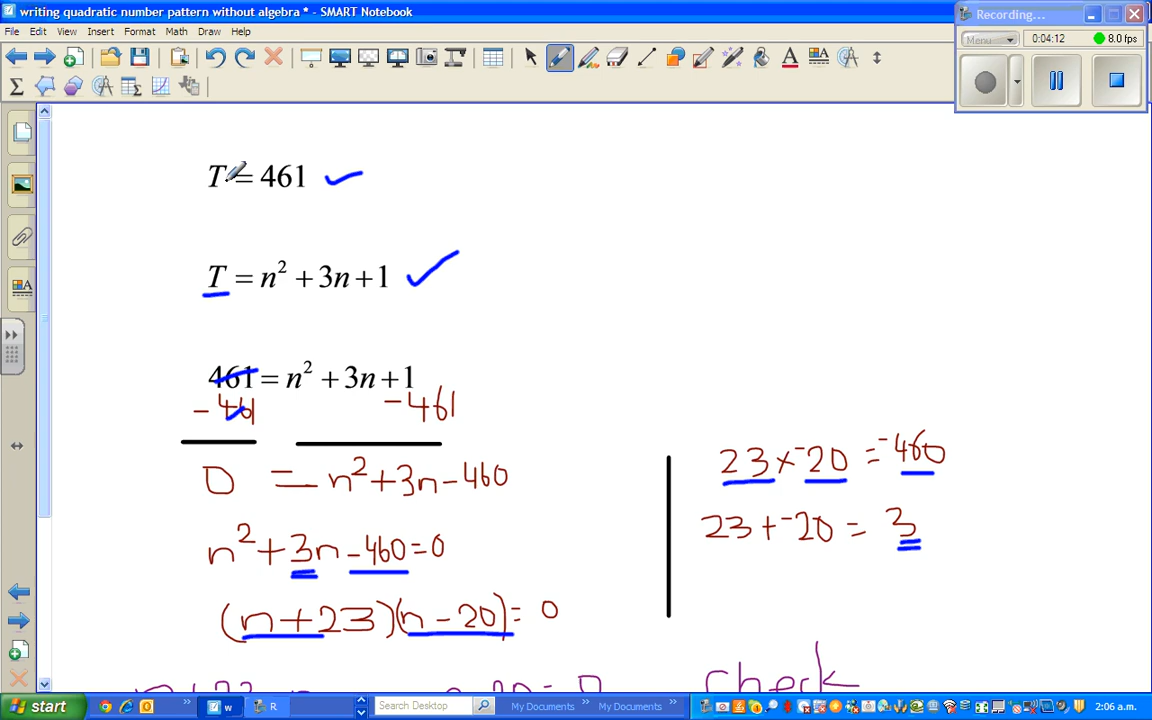 writing quadratic number pattern without algebra * - SMART Notebook
Recording...
File Edit View Insert Format Math Draw Help
Menu 0:04:12 8.0 fps
T = 461
T = n² + 3n + 1
461 = n² + 3n + 1
- 461 - 461
0 = n² + 3n - 460
23 × ⁻20 = ⁻460
23 + ⁻20 = 3
n² + 3n - 460 = 0
(n + 23)(n - 20) = 0
check
start
w
R
Search Desktop
My Documents
My Documents
2:06 a.m.